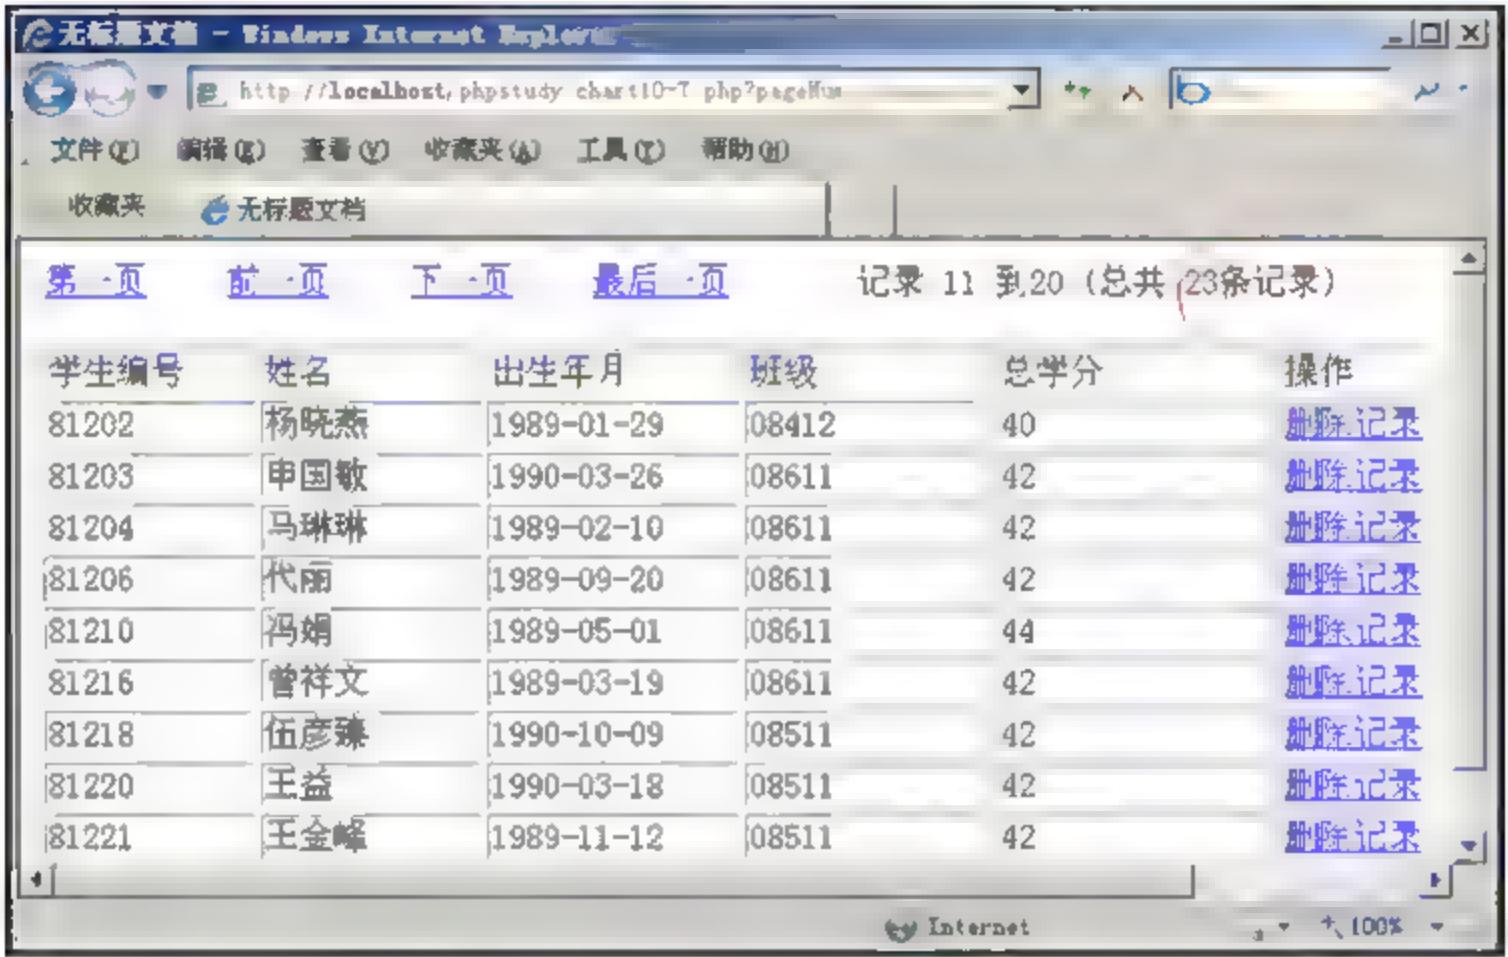 无标题文档 - Windows Internet Explorer
http://localhost/phpstudy chart10-7 php?pageNum
文件(F) 编辑(E) 查看(V) 收藏夹(A) 工具(T) 帮助(H)
收藏夹 无标题文档
第一页 前一页 下一页 最后一页 记录 11 到20 (总共 23条记录)
学生编号 姓名 出生年月 班级 总学分 操作
81202 杨晓燕 1989-01-29 08412 40 删除记录
81203 申国敏 1990-03-26 08611 42 删除记录
81204 马琳琳 1989-02-10 08611 42 删除记录
81206 代丽 1989-09-20 08611 42 删除记录
81210 冯娟 1989-05-01 08611 44 删除记录
81216 曾祥文 1989-03-19 08611 42 删除记录
81218 伍彦臻 1990-10-09 08511 42 删除记录
81220 王益 1990-03-18 08511 42 删除记录
81221 王金峰 1989-11-12 08511 42 删除记录
Internet 100%